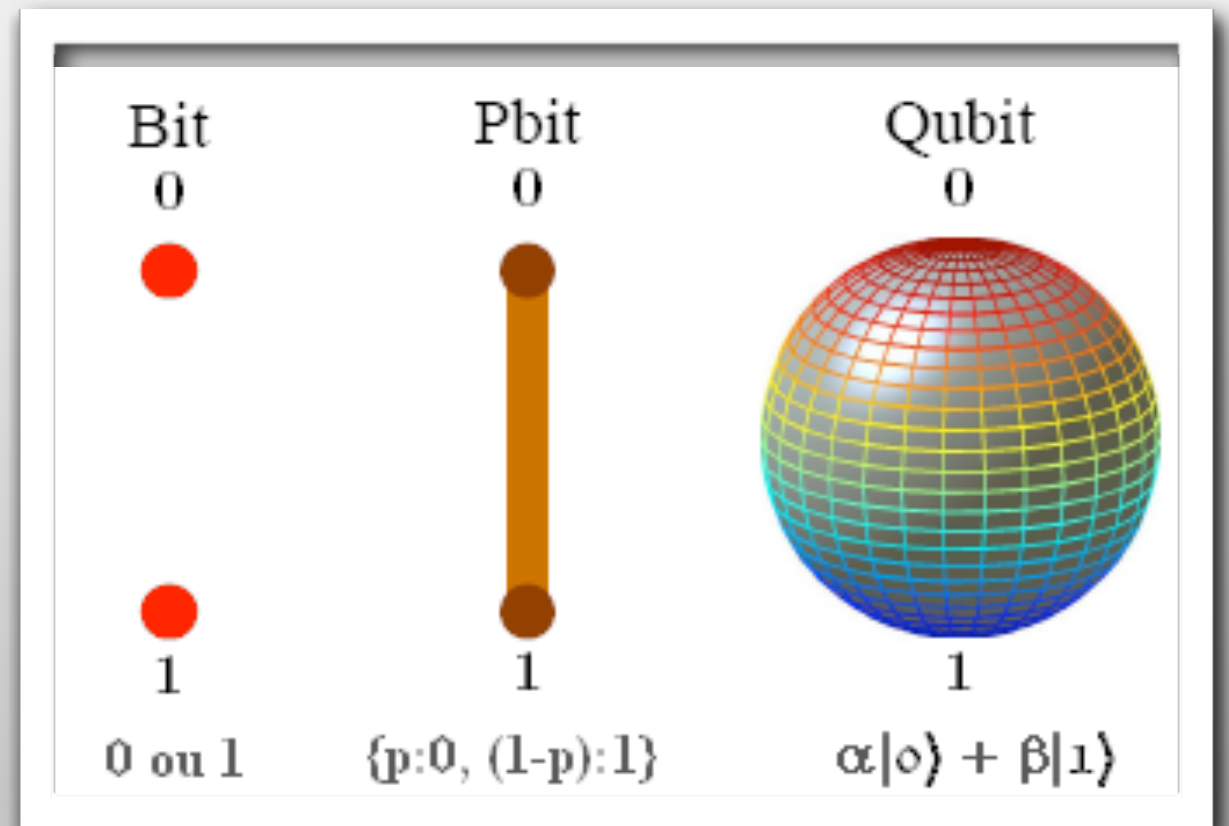 Bit Pbit Qubit
0 0 0
1 1 1
0 ou 1 {p:0, (1-p):1} α|0⟩ + β|1⟩